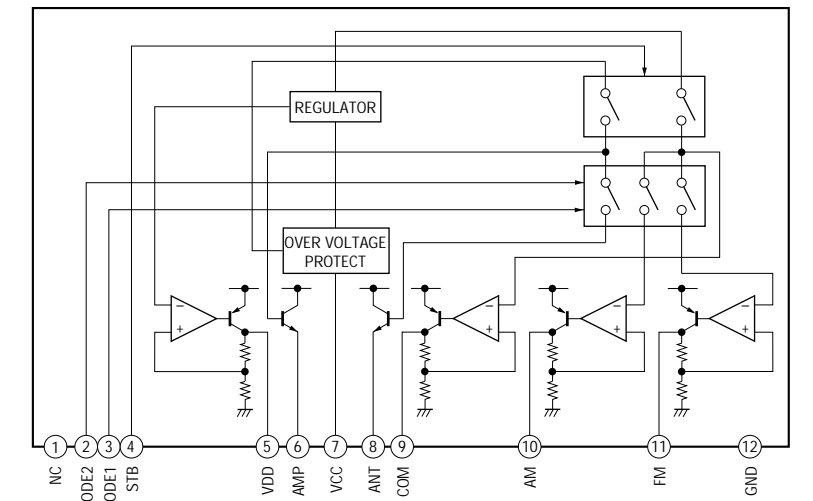 REGULATOR
OVER VOLTAGE
PROTECT
− + − + − + − +
1 2 3 4 5 6 7 8 9 10 11 12
NC
ODE2
ODE1
STB
VDD
AMP
VCC
ANT
COM
AM
FM
GND